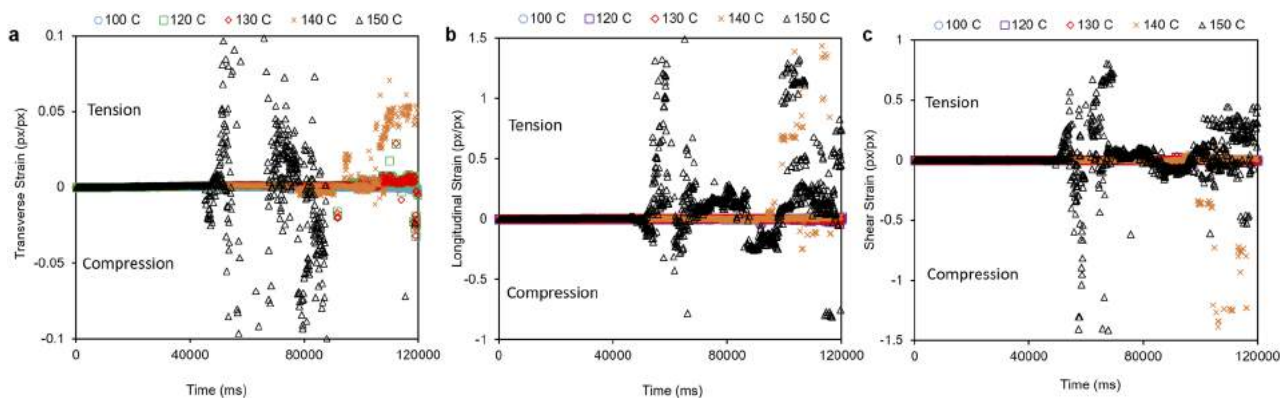 a
100 C 120 C 130 C 140 C 150 C
0.1
0.05
0
-0.05
-0.1
Transverse Strain (px/px)
Tension
Compression
0 40000 80000 120000
Time (ms)
b
100 C 120 C 130 C 140 C 150 C
1.5
1
0.5
0
-0.5
-1
Longitudinal Strain (px/px)
Tension
Compression
0 40000 80000 120000
Time (ms)
c
100 C 120 C 130 C 140 C 150 C
1
0.5
0
-0.5
-1
-1.5
Shear Strain (px/px)
Tension
Compression
0 40000 80000 120000
Time (ms)